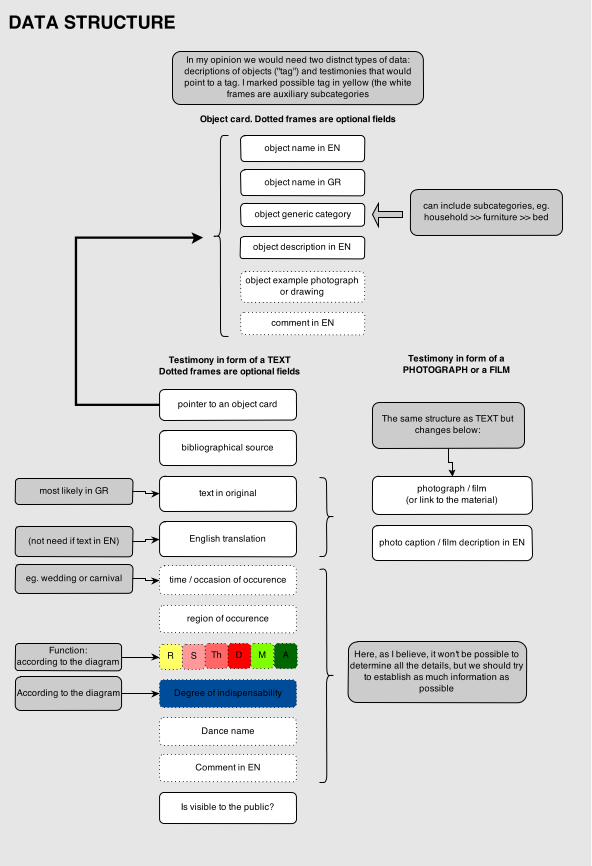 DATA STRUCTURE
In my opinion we would need two distnct types of data:
decriptions of objects ("tag") and testimonies that would
point to a tag. I marked possible tag in yellow (the white
frames are auxiliary subcategories
Object card. Dotted frames are optional fields
object name in EN
object name in GR
object generic category
can include subcategories, eg.
household >> furniture >> bed
object description in EN
object example photograph
or drawing
comment in EN
Testimony in form of a TEXT
Dotted frames are optional fields
Testimony in form of a
PHOTOGRAPH or a FILM
pointer to an object card
The same structure as TEXT but
changes below:
bibliographical source
most likely in GR
text in original
photograph / film
(or link to the material)
(not need if text in EN)
English translation
photo caption / film decription in EN
eg. wedding or carnival
time / occasion of occurence
region of occurence
Function:
according to the diagram
R S Th D M A
Here, as I believe, it won't be possible to
determine all the details, but we should try
to establish as much information as
possible
According to the diagram
Degree of indispensability
Dance name
Comment in EN
Is visible to the public?